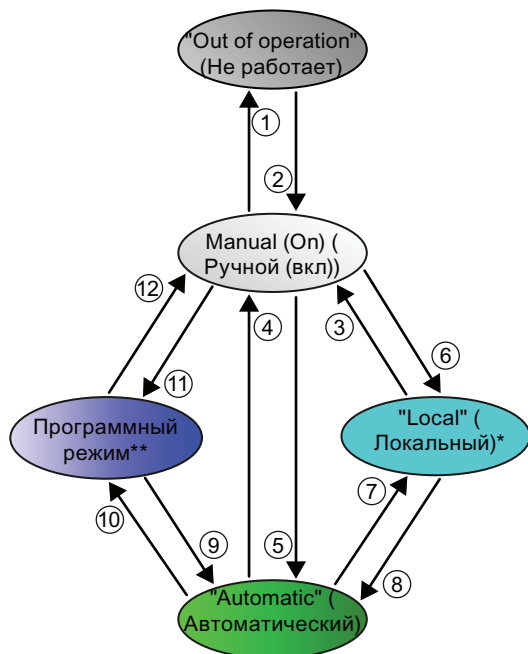 "Out of operation"
(Не работает)
①
②
Manual (On) (
Ручной (вкл))
⑫
④
③
⑥
⑪
Программный
режим**
"Local" (
Локальный)*
⑦
⑩
⑨
⑤
⑧
"Automatic" (
Автоматический)